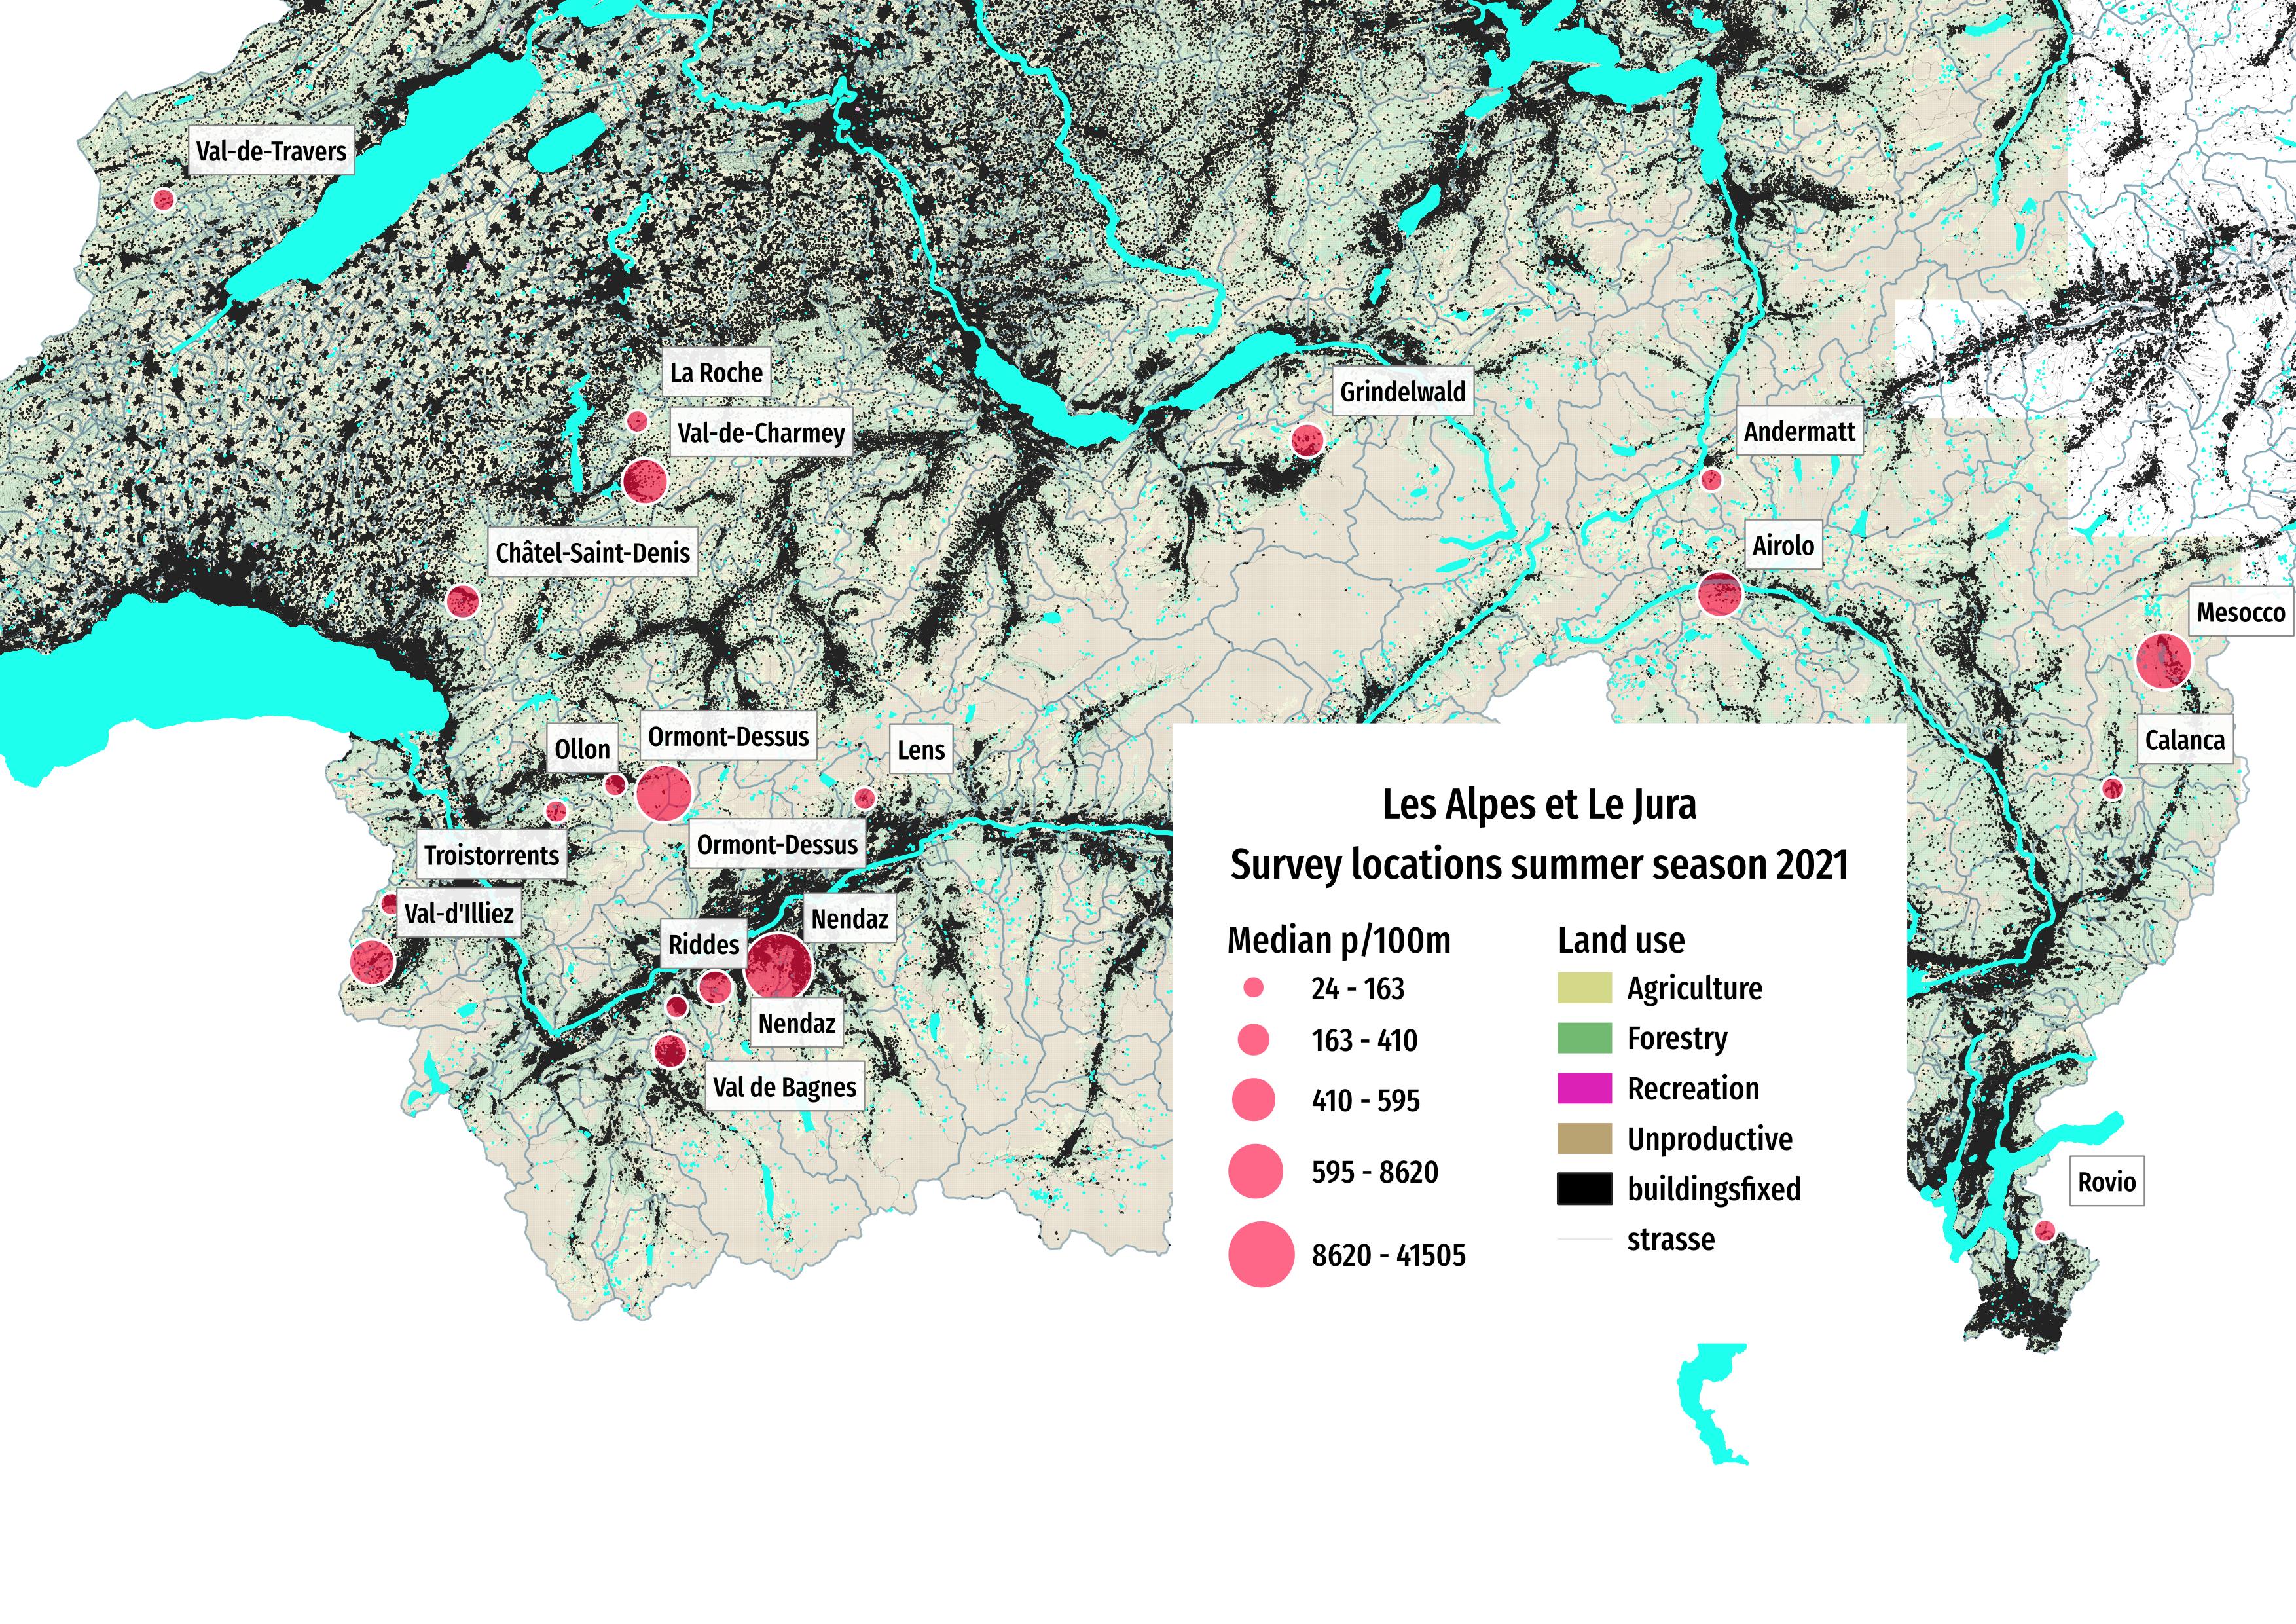 Val-de-Travers
La Roche
Val-de-Charmey
Grindelwald
Andermatt
Châtel-Saint-Denis
Airolo
Mesocco
Ollon
Ormont-Dessus
Lens
Calanca
Troistorrents
Ormont-Dessus
Val-d'Illiez
Riddes
Nendaz
Nendaz
Val de Bagnes
Rovio
Les Alpes et Le Jura
Survey locations summer season 2021
Median p/100m
24 - 163
163 - 410
410 - 595
595 - 8620
8620 - 41505
Land use
Agriculture
Forestry
Recreation
Unproductive
buildingsfixed
strasse